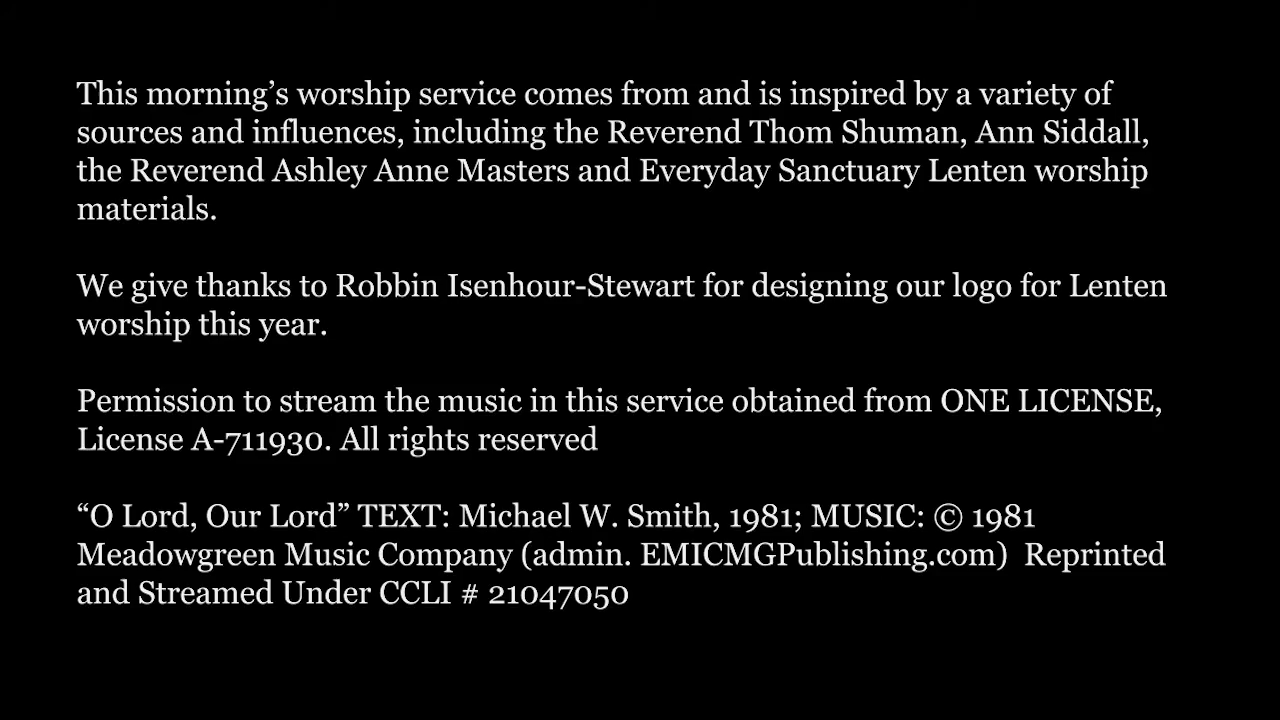 This morning’s worship service comes from and is inspired by a variety of
sources and influences, including the Reverend Thom Shuman, Ann Siddall,
the Reverend Ashley Anne Masters and Everyday Sanctuary Lenten worship
materials.
We give thanks to Robbin Isenhour-Stewart for designing our logo for Lenten
worship this year.
Permission to stream the music in this service obtained from ONE LICENSE,
License A-711930. All rights reserved
“O Lord, Our Lord” TEXT: Michael W. Smith, 1981; MUSIC: © 1981
Meadowgreen Music Company (admin. EMICMGPublishing.com)  Reprinted
and Streamed Under CCLI # 21047050